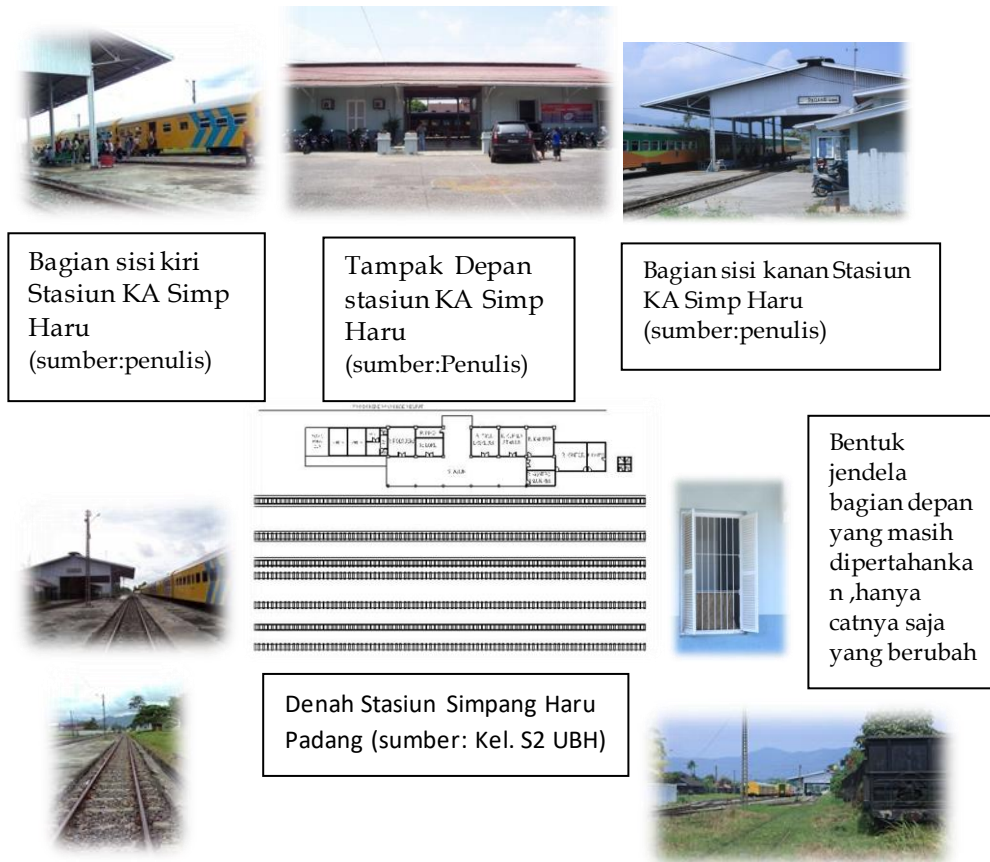 Bagian sisi kiri
Stasiun KA Simp
Haru
(sumber:penulis)
Tampak Depan
stasiun KA Simp
Haru
(sumber:Penulis)
Bagian sisi kanan Stasiun
KA Simp Haru
(sumber:penulis)
Bentuk
jendela
bagian depan
yang masih
dipertahanka
n ,hanya
catnya saja
yang berubah
Denah Stasiun Simpang Haru
Padang (sumber: Kel. S2 UBH)